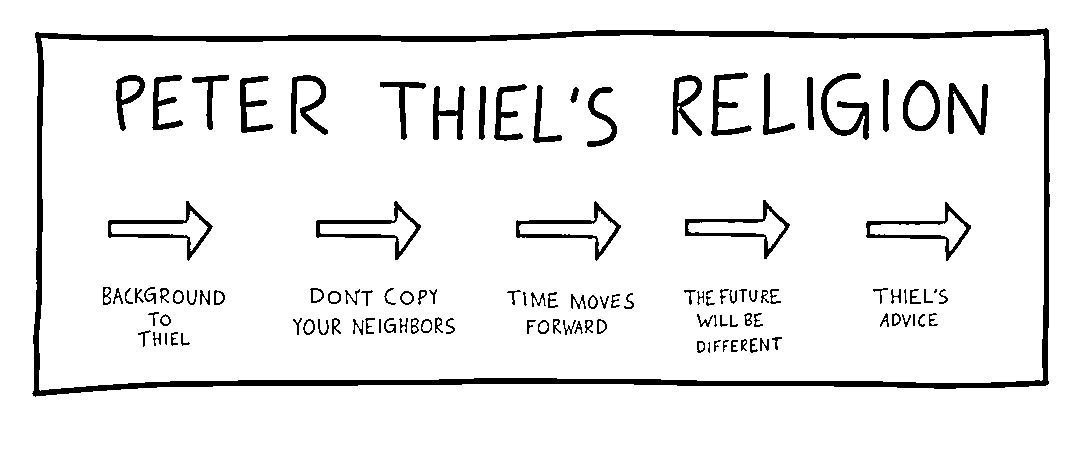 PETER THIEL'S RELIGION
BACKGROUND
TO
THIEL
DONT COPY
YOUR NEIGHBORS
TIME MOVES
FORWARD
THE FUTURE
WILL BE
DIFFERENT
THIEL'S
ADVICE